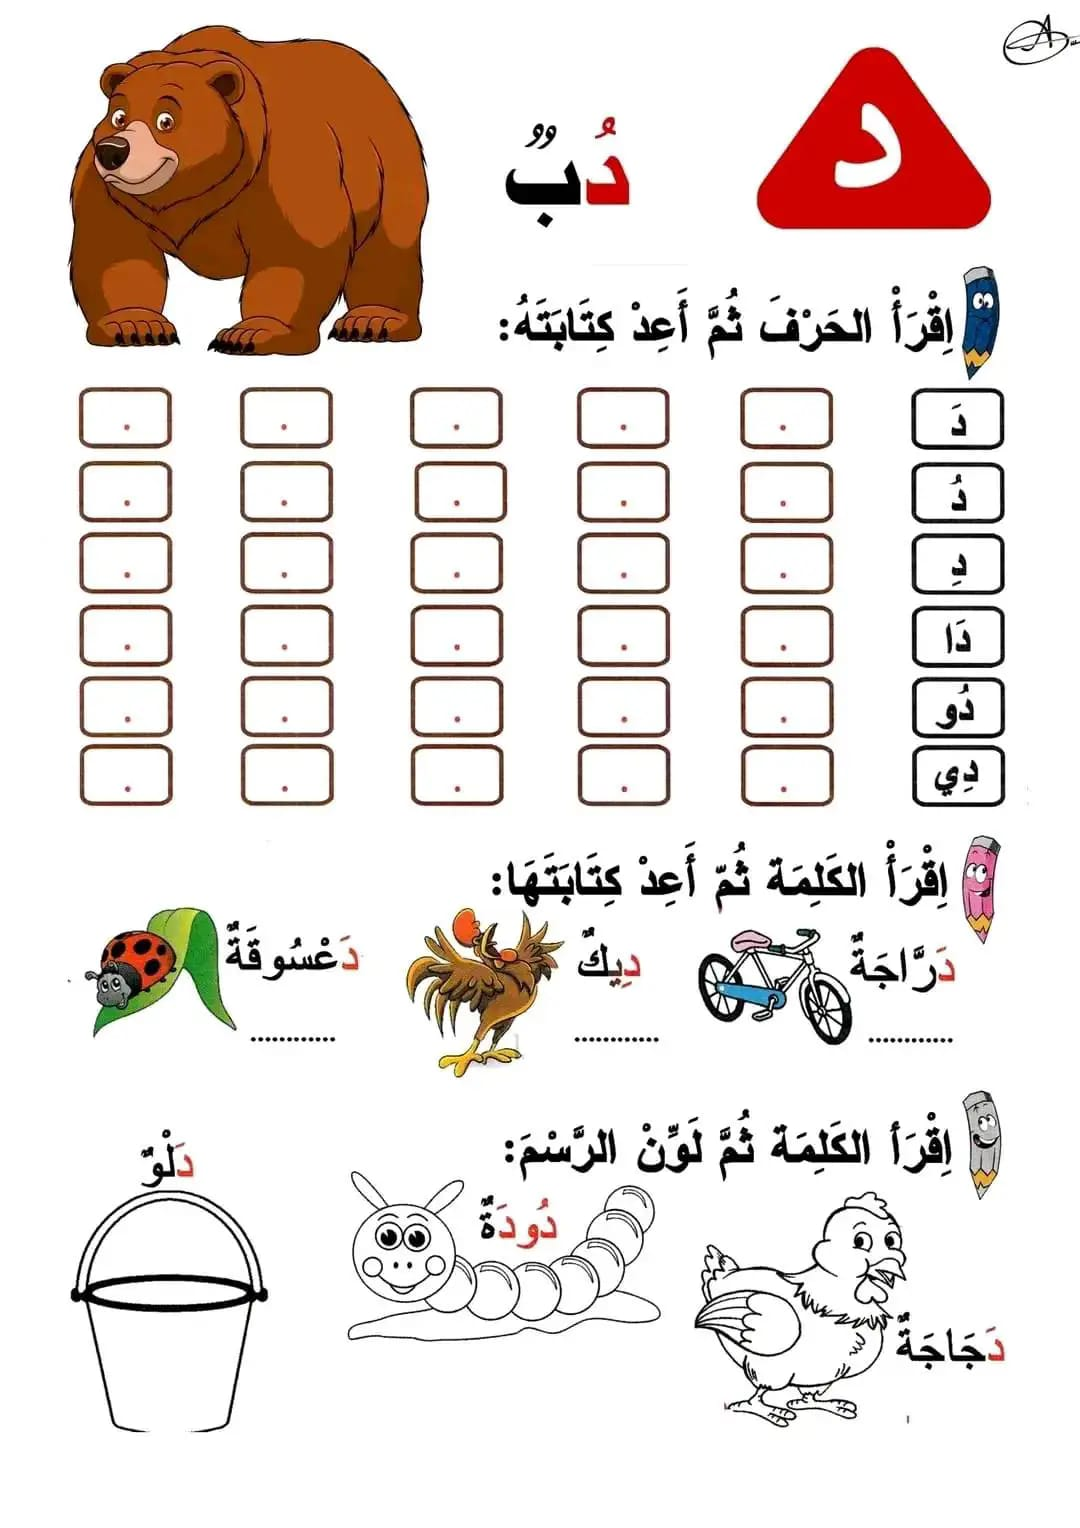 د
دُبٌ
اِقْرَأْ الحَرْفَ ثُمَّ أَعِدْ كِتَابَتَهُ:
دَ
دُ
دِ
دَا
دُو
دِي
اِقْرَأْ الكَلِمَة ثُمّ أَعِدْ كِتَابَتَهَا:
دَرَّاجَةٌ
دِيكٌ
دَعْسُوقَةٌ
اِقْرَأ الكَلِمَة ثُمَّ لَوِّنْ الرَّسْمَ:
دَلْوٌ
دُودَةٌ
دَجَاجَةٌ